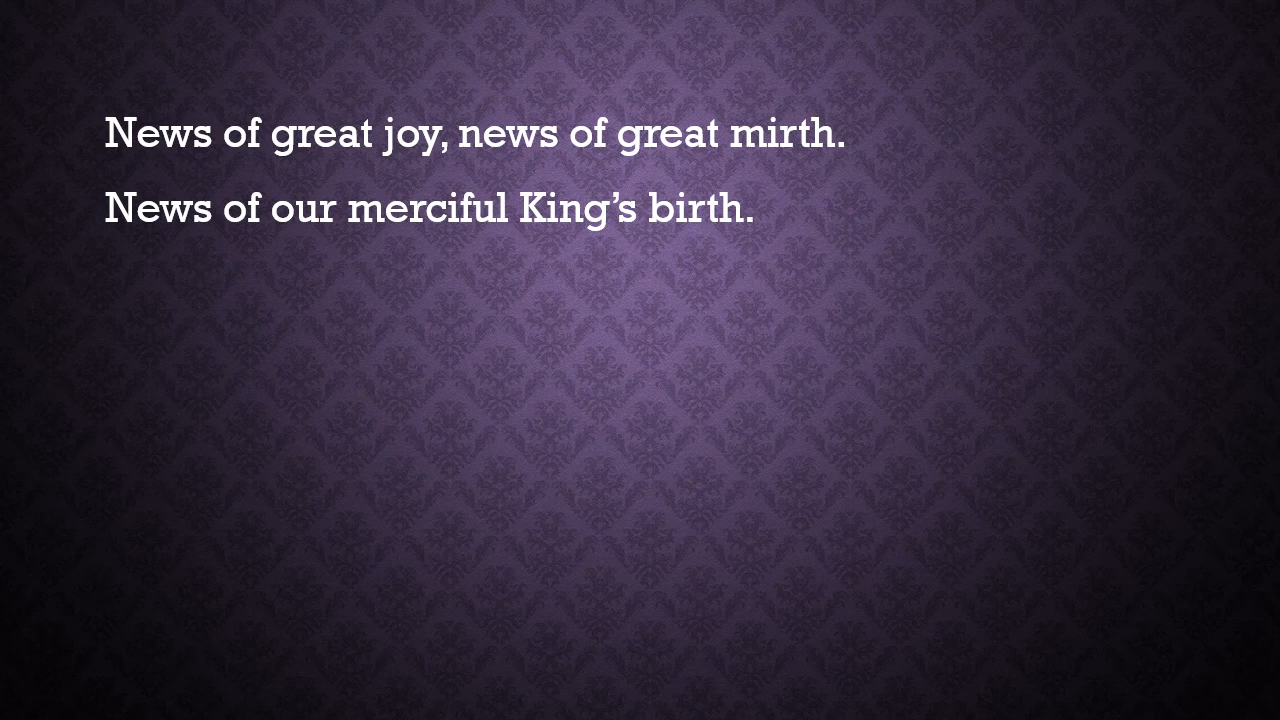 News of great joy, news of great mirth.
News of our merciful King’s birth.